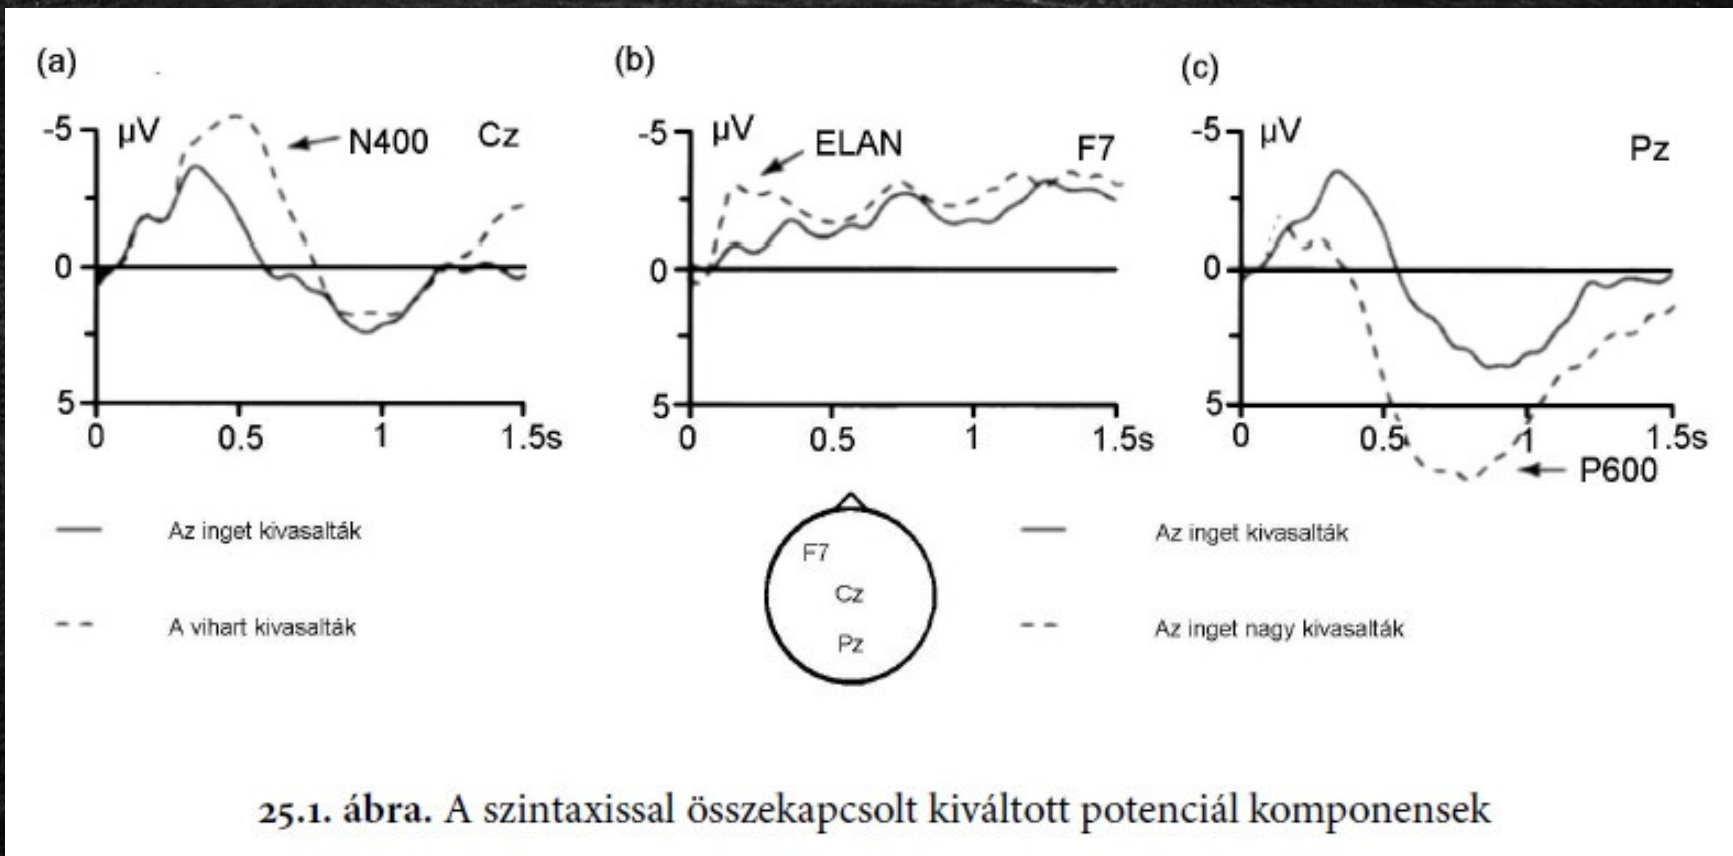 (a)
-5
µV
N400
Cz
0
5
0
0.5
1
1.5s
(b)
-5
µV
ELAN
F7
0
5
0
0.5
1
1.5s
(c)
-5
µV
Pz
0
5
0
0.5
1
1.5s
P600
Az inget kivasalták
A vihart kivasalták
F7
Cz
Pz
Az inget kivasalták
Az inget nagy kivasalták
25.1. ábra. A szintaxissal összekapcsolt kiváltott potenciál komponensek